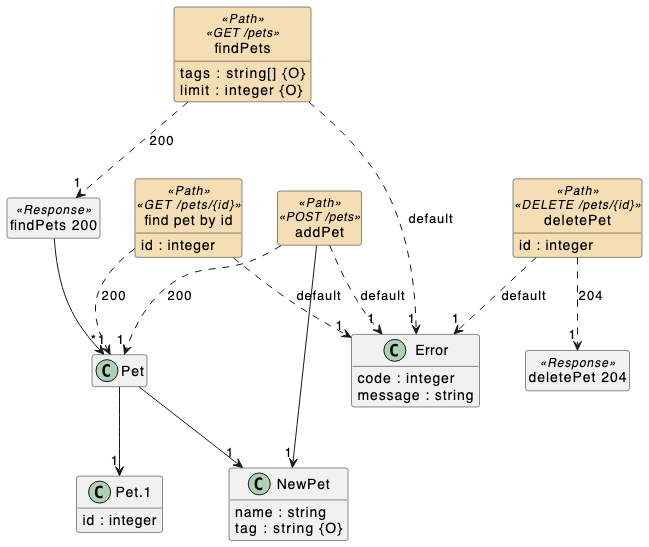 «Path»
«GET /pets»
findPets
tags : string[] {O}
limit : integer {O}
200
1
«Response»
findPets 200
«Path»
«GET /pets/{id}»
find pet by id
id : integer
«Path»
«POST /pets»
addPet
default
«Path»
«DELETE /pets/{id}»
deletePet
id : integer
200
200
default
default
default
204
* 1
1
1
1
1
1
1
C Pet
C Error
code : integer
message : string
«Response»
deletePet 204
1
1
1
C Pet.1
id : integer
C NewPet
name : string
tag : string {O}